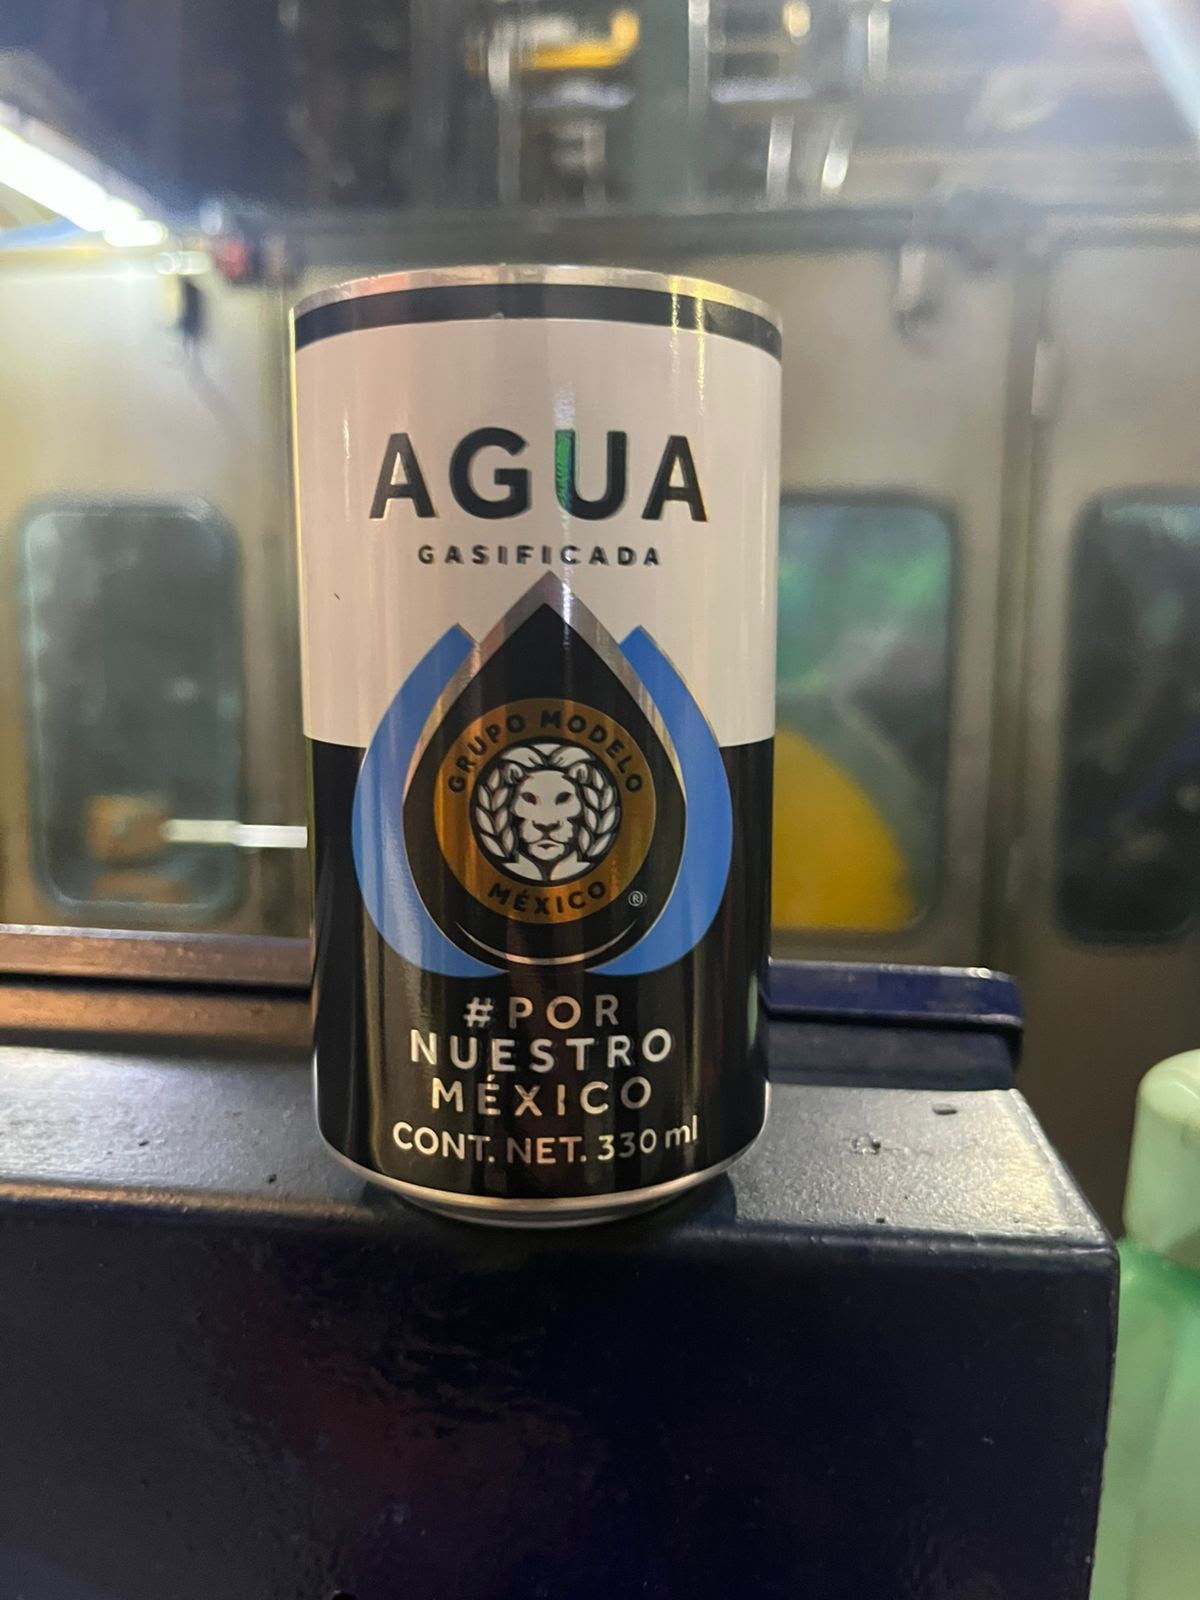 AGUA
GASIFICADA
GRUPO MODELO
MÉXICO
®
#POR
NUESTRO
MÉXICO
CONT. NET. 330 ml